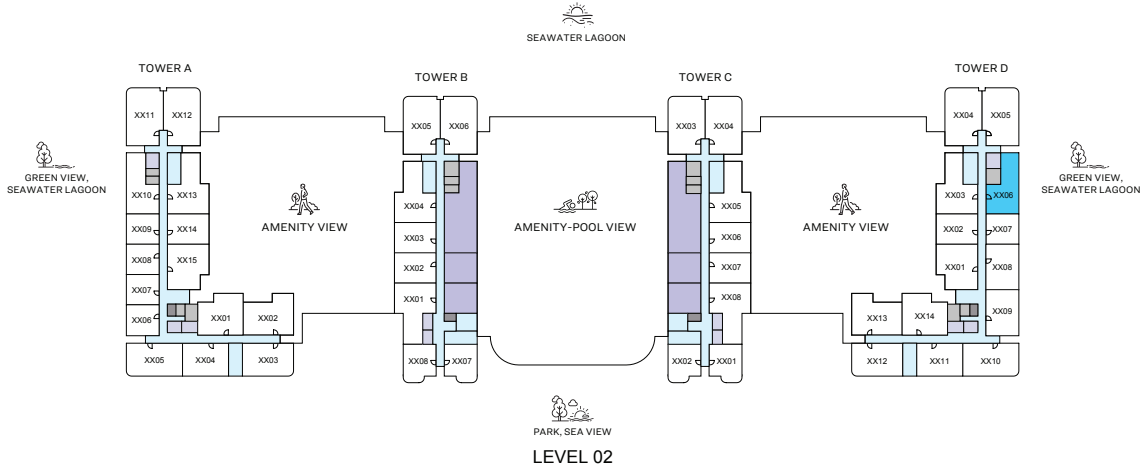 SEAWATER LAGOON
TOWER A
TOWER B
TOWER C
TOWER D
XX11
XX12
XX05
XX06
XX03
XX04
XX04
XX05
GREEN VIEW,
SEAWATER LAGOON
GREEN VIEW,
SEAWATER LAGOON
XX10
XX13
XX04
XX05
XX03
XX06
XX09
XX14
XX03
XX06
XX02
XX07
AMENITY VIEW
AMENITY-POOL VIEW
AMENITY VIEW
XX08
XX15
XX02
XX07
XX01
XX08
XX07
XX01
XX08
XX06
XX01
XX02
XX13
XX14
XX09
XX05
XX04
XX03
XX08
XX07
XX02
XX01
XX12
XX11
XX10
PARK, SEA VIEW
LEVEL 02